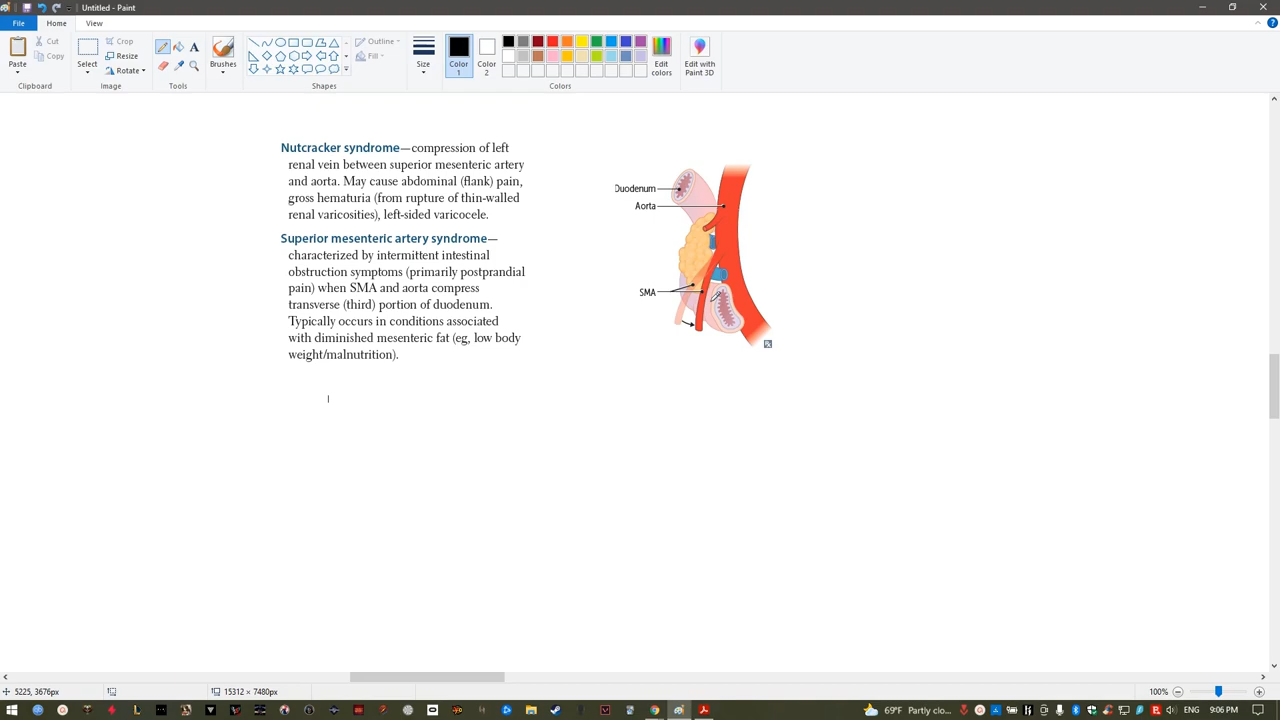 Untitled - Paint
File
Home
View
Paste
Cut
Copy
Clipboard
Select
Crop
Resize
Rotate
Image
A
Tools
Brushes
Shapes
Outline
Fill
Size
Color 1
Color 2
Edit colors
Edit with Paint 3D
Colors
Nutcracker syndrome—compression of left
renal vein between superior mesenteric artery
and aorta. May cause abdominal (flank) pain,
gross hematuria (from rupture of thin-walled
renal varicosities), left-sided varicocele.
Superior mesenteric artery syndrome—
characterized by intermittent intestinal
obstruction symptoms (primarily postprandial
pain) when SMA and aorta compress
transverse (third) portion of duodenum.
Typically occurs in conditions associated
with diminished mesenteric fat (eg, low body
weight/malnutrition).
Duodenum
Aorta
SMA
5225, 3676px
15312 × 7480px
100%
69°F Partly clo...
ENG
9:06 PM